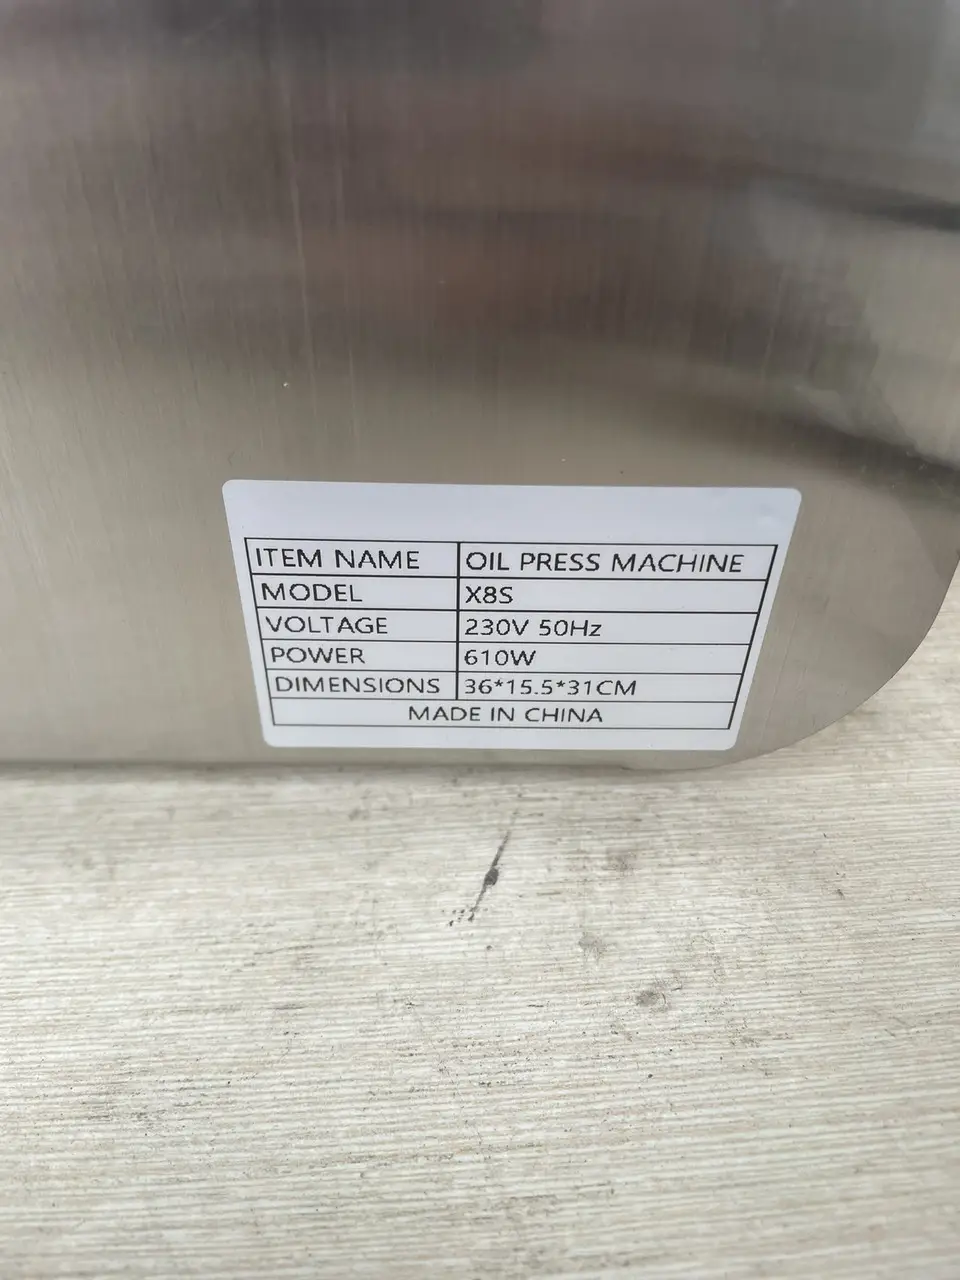 ITEM NAME OIL PRESS MACHINE
MODEL X8S
VOLTAGE 230V 50Hz
POWER 610W
DIMENSIONS 36*15.5*31CM
MADE IN CHINA